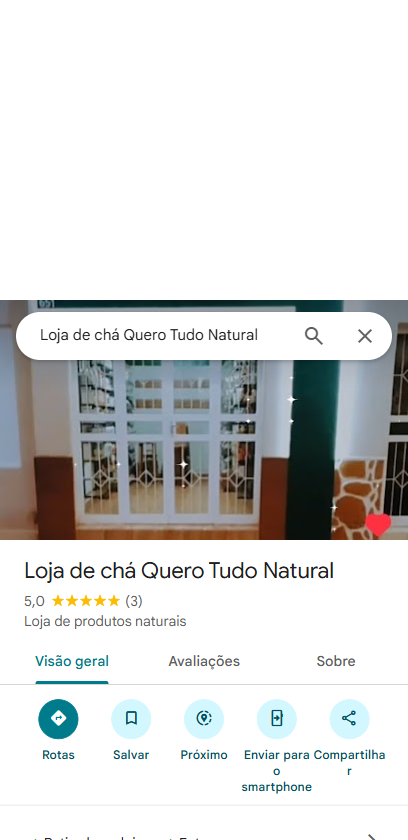 Loja de chá Quero Tudo Natural
Loja de chá Quero Tudo Natural
5,0 (3)
Loja de produtos naturais
Visão geral Avaliações Sobre
Rotas Salvar Próximo Enviar para o smartphone Compartilhar